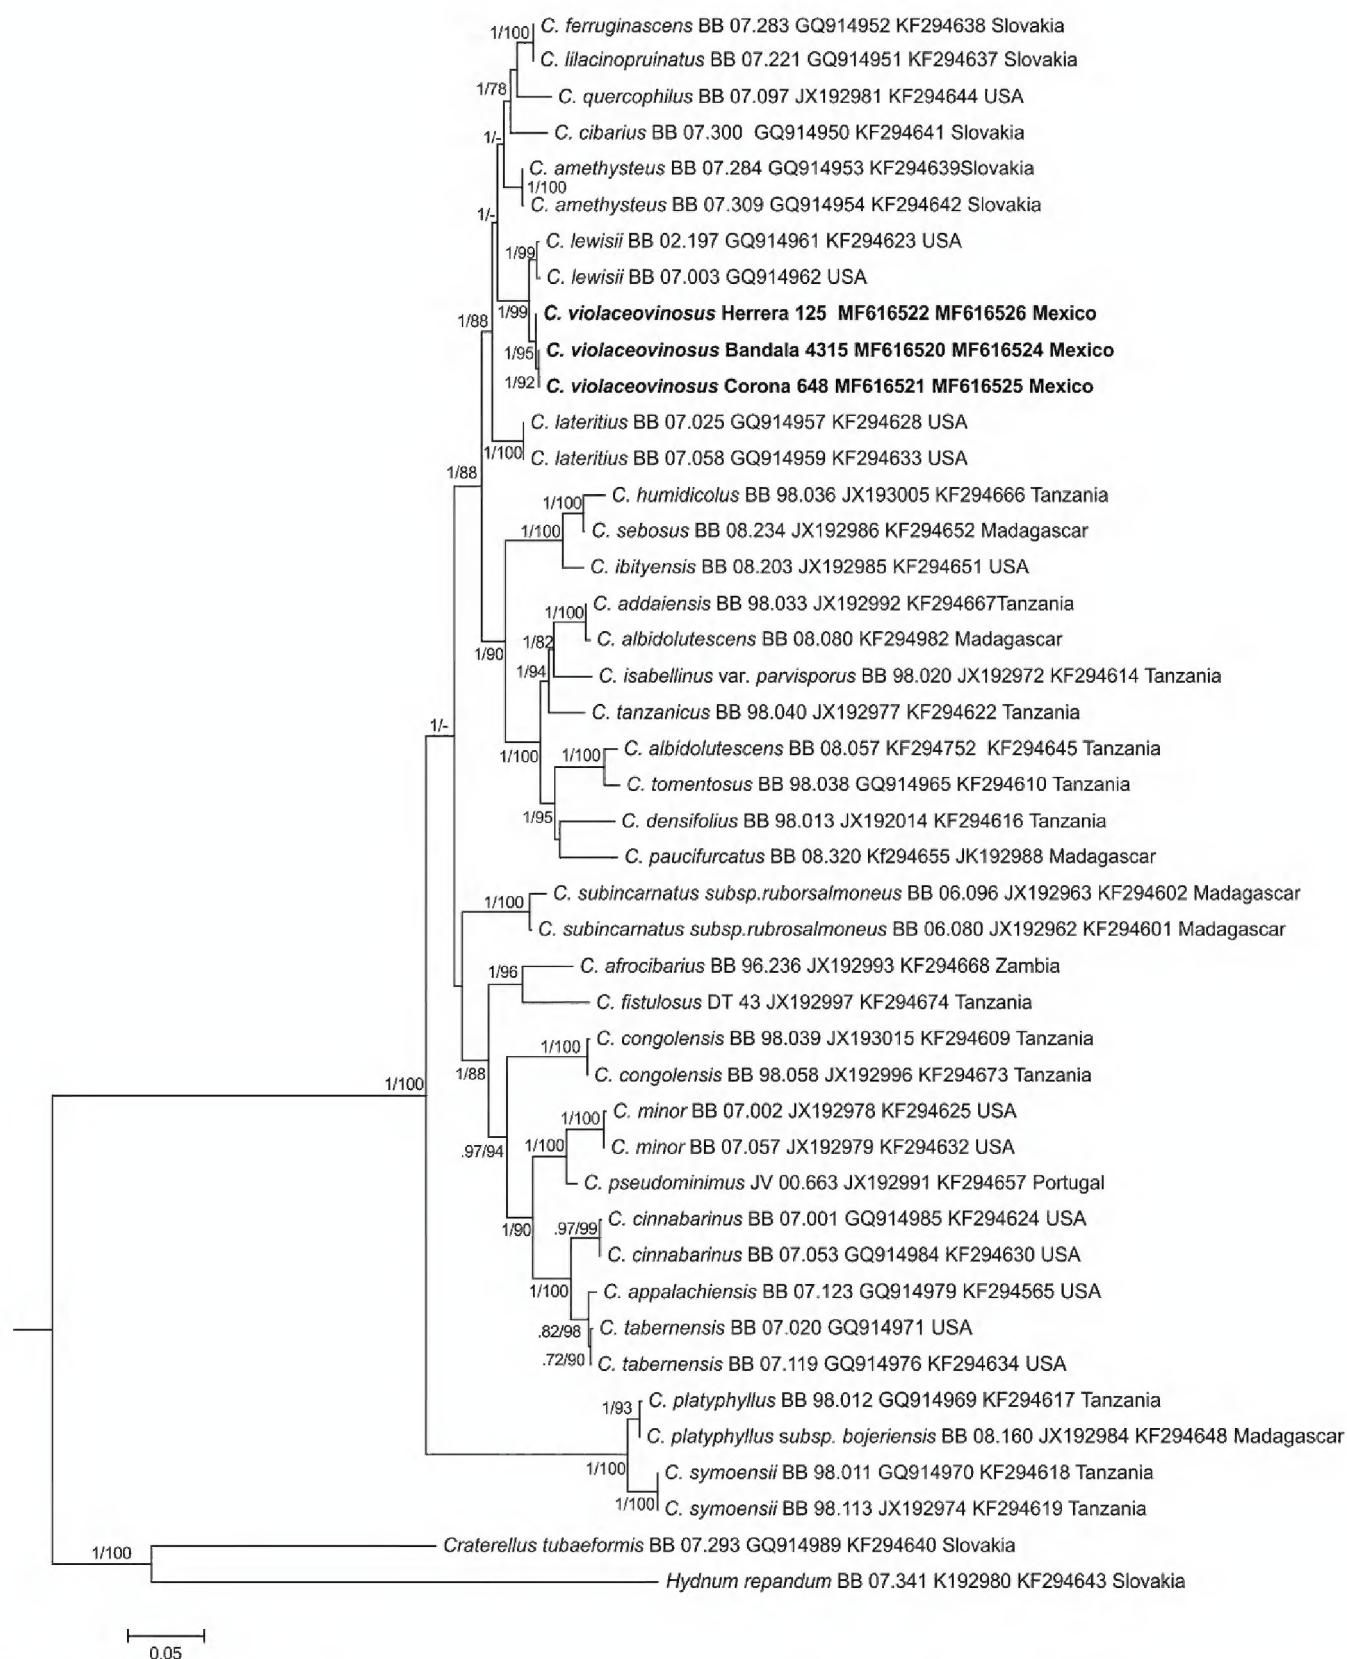 1/100
C. ferruginascens BB 07.283 GQ914952 KF294638 Slovakia
C. lilacinopruinatus BB 07.221 GQ914951 KF294637 Slovakia
1/78
C. quercophilus BB 07.097 JX192981 KF294644 USA
1/-
C. cibarius BB 07.300 GQ914950 KF294641 Slovakia
C. amethysteus BB 07.284 GQ914953 KF294639Slovakia
1/100
1/-
C. amethysteus BB 07.309 GQ914954 KF294642 Slovakia
C. lewisii BB 02.197 GQ914961 KF294623 USA
1/99
C. lewisii BB 07.003 GQ914962 USA
1/99
C. violaceovinosus Herrera 125 MF616522 MF616526 Mexico
1/88
1/95
C. violaceovinosus Bandala 4315 MF616520 MF616524 Mexico
1/92
C. violaceovinosus Corona 648 MF616521 MF616525 Mexico
C. lateritius BB 07.025 GQ914957 KF294628 USA
1/100
C. lateritius BB 07.058 GQ914959 KF294633 USA
1/88
1/100
C. humidicolus BB 98.036 JX193005 KF294666 Tanzania
1/100
C. sebosus BB 08.234 JX192986 KF294652 Madagascar
C. ibityensis BB 08.203 JX192985 KF294651 USA
1/100
C. addaiensis BB 98.033 JX192992 KF294667Tanzania
1/82
C. albidolutescens BB 08.080 KF294982 Madagascar
1/90
1/94
C. isabellinus var. parvisporus BB 98.020 JX192972 KF294614 Tanzania
C. tanzanicus BB 98.040 JX192977 KF294622 Tanzania
1/-
1/100
1/100
C. albidolutescens BB 08.057 KF294752 KF294645 Tanzania
C. tomentosus BB 98.038 GQ914965 KF294610 Tanzania
1/95
C. densifolius BB 98.013 JX192014 KF294616 Tanzania
C. paucifurcatus BB 08.320 Kf294655 JK192988 Madagascar
1/100
C. subincarnatus subsp.ruborsalmoneus BB 06.096 JX192963 KF294602 Madagascar
C. subincarnatus subsp.rubrosalmoneus BB 06.080 JX192962 KF294601 Madagascar
1/96
C. afrocibarius BB 96.236 JX192993 KF294668 Zambia
C. fistulosus DT 43 JX192997 KF294674 Tanzania
1/100
C. congolensis BB 98.039 JX193015 KF294609 Tanzania
1/88
C. congolensis BB 98.058 JX192996 KF294673 Tanzania
1/100
1/100
C. minor BB 07.002 JX192978 KF294625 USA
.97/94
1/100
C. minor BB 07.057 JX192979 KF294632 USA
C. pseudominimus JV 00.663 JX192991 KF294657 Portugal
1/90
.97/99
C. cinnabarinus BB 07.001 GQ914985 KF294624 USA
C. cinnabarinus BB 07.053 GQ914984 KF294630 USA
1/100
C. appalachiensis BB 07.123 GQ914979 KF294565 USA
.82/98
C. tabernensis BB 07.020 GQ914971 USA
.72/90
C. tabernensis BB 07.119 GQ914976 KF294634 USA
1/93
C. platyphyllus BB 98.012 GQ914969 KF294617 Tanzania
C. platyphyllus subsp. bojeriensis BB 08.160 JX192984 KF294648 Madagascar
1/100
C. symoensii BB 98.011 GQ914970 KF294618 Tanzania
1/100
C. symoensii BB 98.113 JX192974 KF294619 Tanzania
1/100
Craterellus tubaeformis BB 07.293 GQ914989 KF294640 Slovakia
Hydnum repandum BB 07.341 K192980 KF294643 Slovakia
0.05